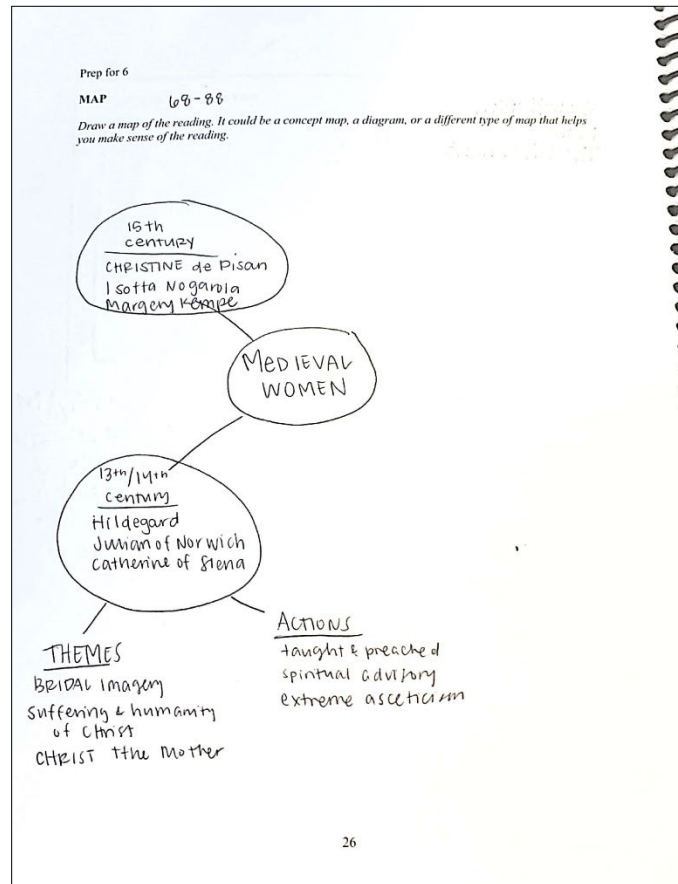 Prep for 6
MAP 68-88
Draw a map of the reading. It could be a concept map, a diagram, or a different type of map that helps
you make sense of the reading.
15th
century
CHRISTINE de Pisan
Isotta Nogarola
Margery Kempe
MEDIEVAL
WOMEN
13th/14th
century
Hildegard
Julian of Norwich
Catherine of Siena
THEMES
BRIDAL Imagery
suffering & humanity
of Christ
CHRIST tthe Mother
ACTIONS
taught & preached
spiritual advisory
extreme asceticism
26